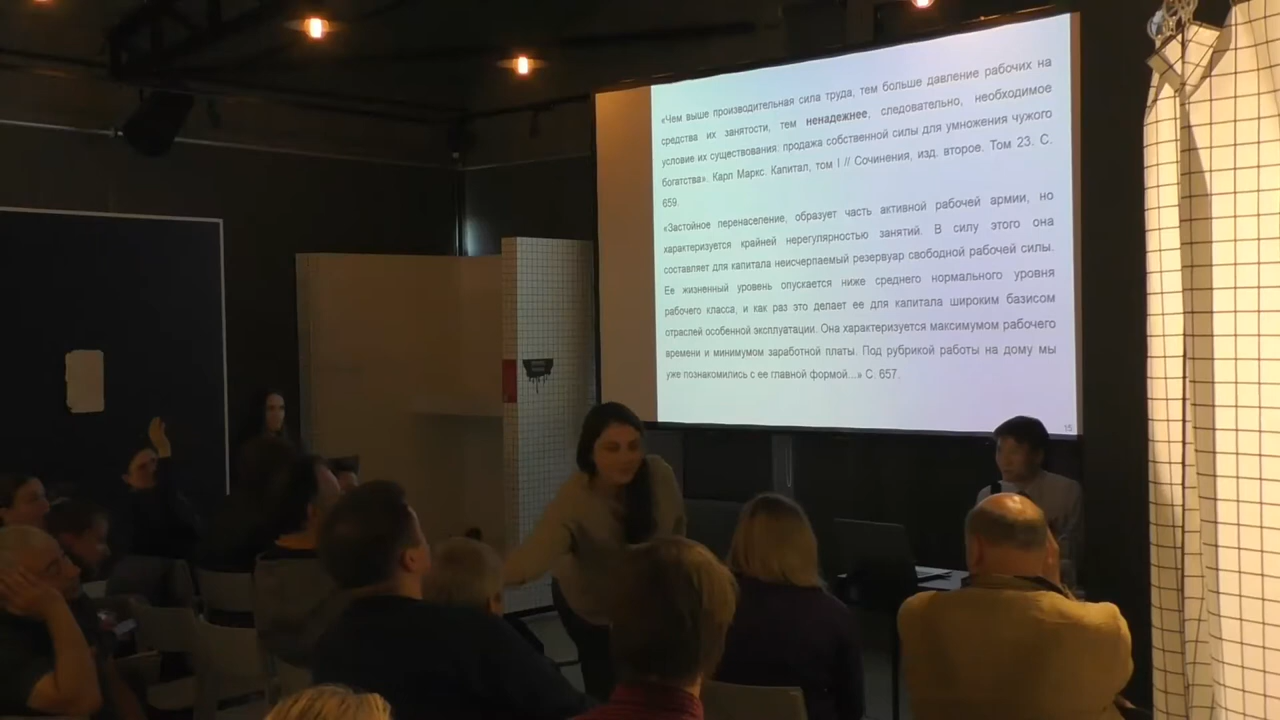 «Чем выше производительная сила труда, тем больше давление рабочих на
средства их занятости, тем ненадежнее, следовательно, необходимое
условие их существования: продажа собственной силы для умножения чужого
богатства». Карл Маркс. Капитал, том I // Сочинения, изд. второе. Том 23. С.
659.
«Застойное перенаселение, образует часть активной рабочей армии, но
характеризуется крайней нерегулярностью занятий. В силу этого она
составляет для капитала неисчерпаемый резервуар свободной рабочей силы.
Ее жизненный уровень опускается ниже среднего нормального уровня
рабочего класса, и как раз это делает ее для капитала широким базисом
отраслей особенной эксплуатации. Она характеризуется максимумом рабочего
времени и минимумом заработной платы. Под рубрикой работы на дому мы
уже познакомились с ее главной формой...» С. 657.
15